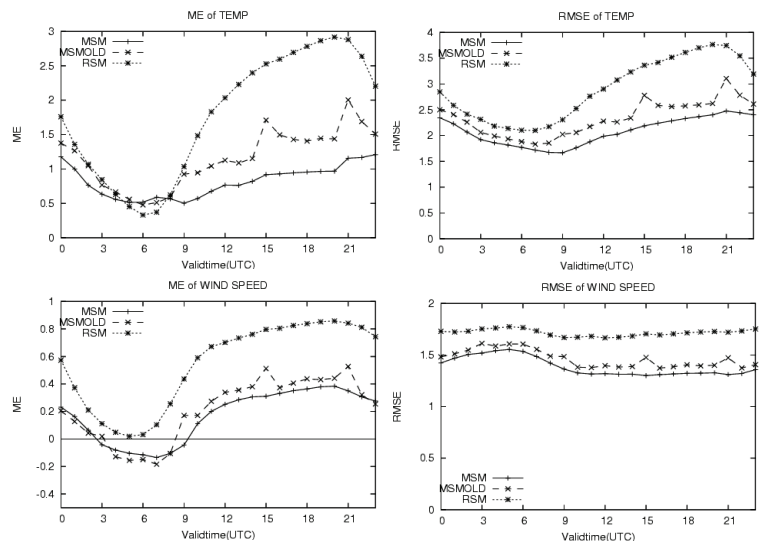 ME of TEMP
3
2.5
2
1.5
1
0.5
0
ME
MSM
MSMOLD
RSM
0 3 6 9 12 15 18 21
Validtime(UTC)
RMSE of TEMP
4
3.5
3
2.5
2
1.5
1
0.5
0
RMSE
MSM
MSMOLD
RSM
0 3 6 9 12 15 18 21
Validtime(UTC)
ME of WIND SPEED
1
0.8
0.6
0.4
0.2
0
-0.2
-0.4
ME
MSM
MSMOLD
RSM
0 3 6 9 12 15 18 21
Validtime(UTC)
RMSE of WIND SPEED
2
1.5
1
0.5
0
RMSE
MSM
MSMOLD
RSM
0 3 6 9 12 15 18 21
Validtime(UTC)